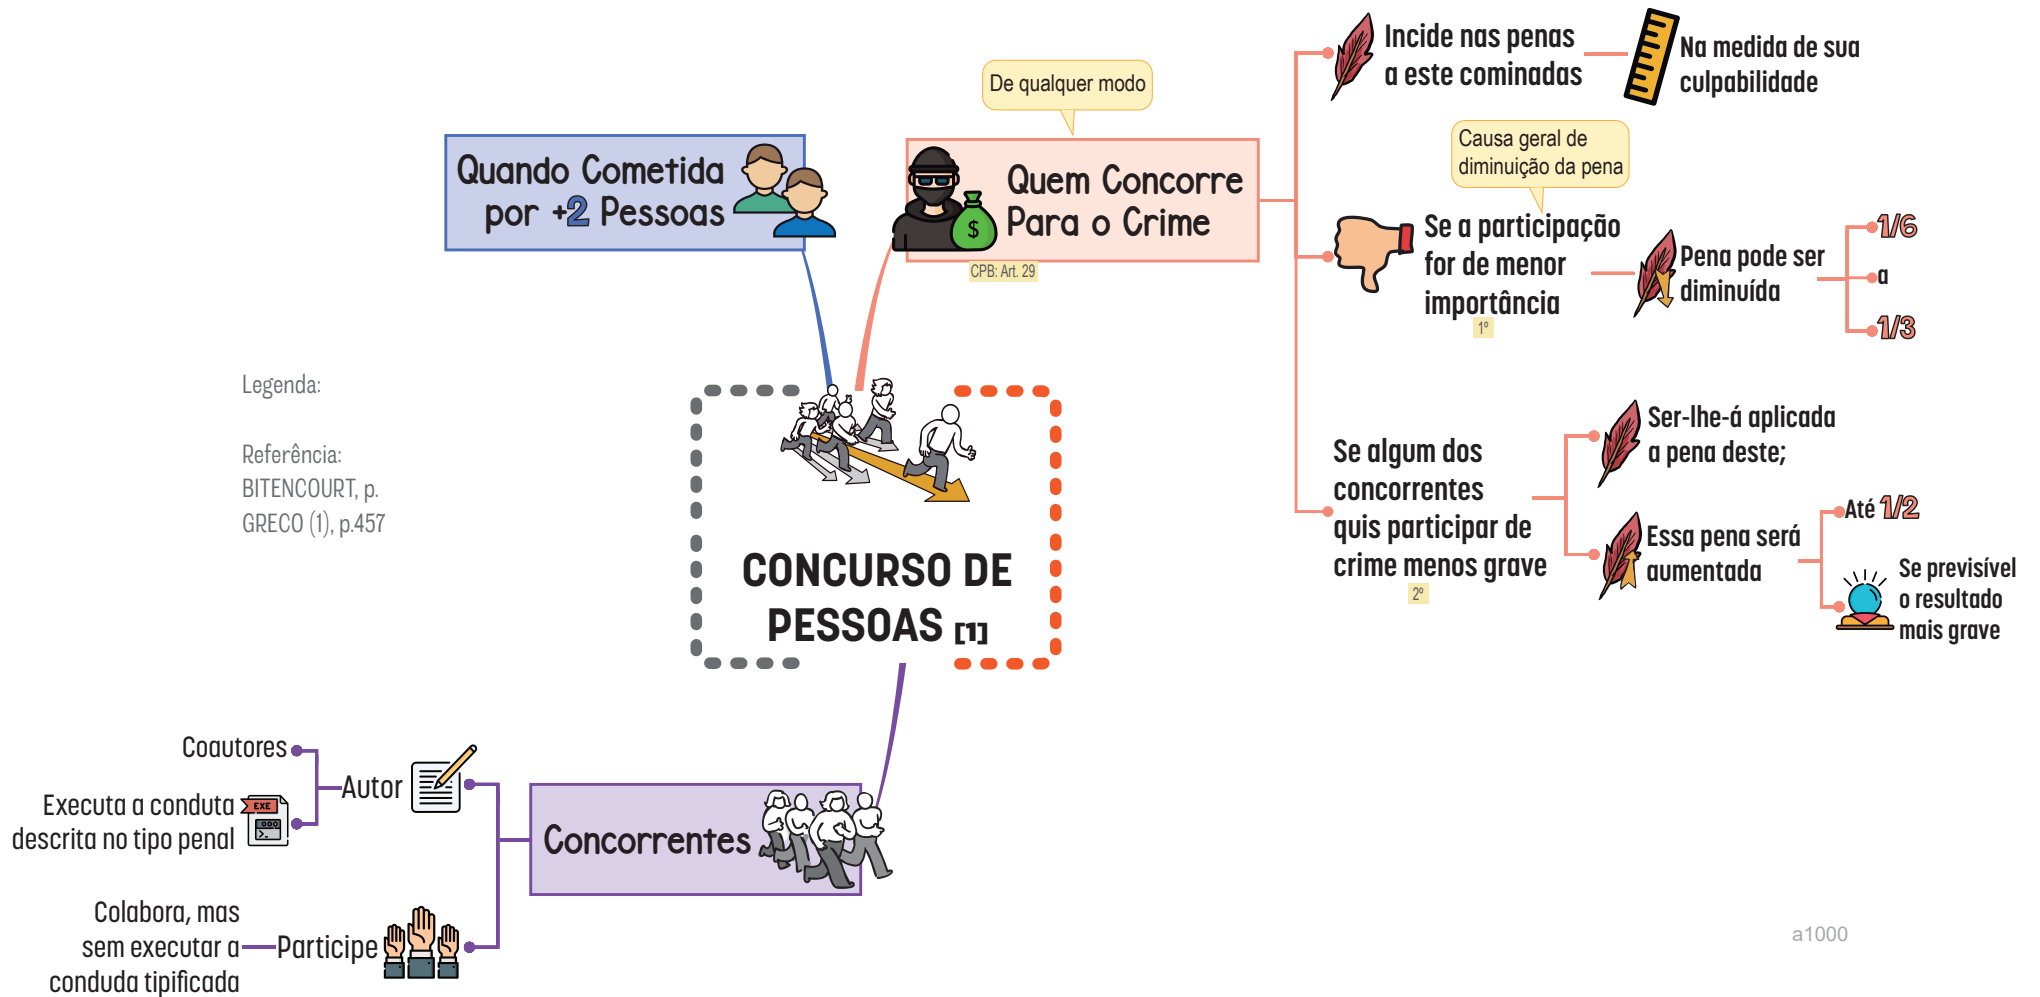 De qualquer modo
Quando Cometida
por +2 Pessoas
Quem Concorre
Para o Crime
$
CPB: Art. 29
Incide nas penas
a este cominadas
Na medida de sua
culpabilidade
Causa geral de
diminuição da pena
Se a participação
for de menor
importância
1º
Pena pode ser
diminuída
1/6
a
1/3
Se algum dos
concorrentes
quis participar de
crime menos grave
2º
Ser-lhe-á aplicada
a pena deste;
Essa pena será
aumentada
Até 1/2
Se previsível
o resultado
mais grave
Legenda:
Referência:
BITENCOURT, p.
GRECO (1), p.457
CONCURSO DE
PESSOAS [1]
Concorrentes
Autor
Coautores
EXE
Executa a conduta
descrita no tipo penal
Participe
Colabora, mas
sem executar a
conduda tipificada
a1000